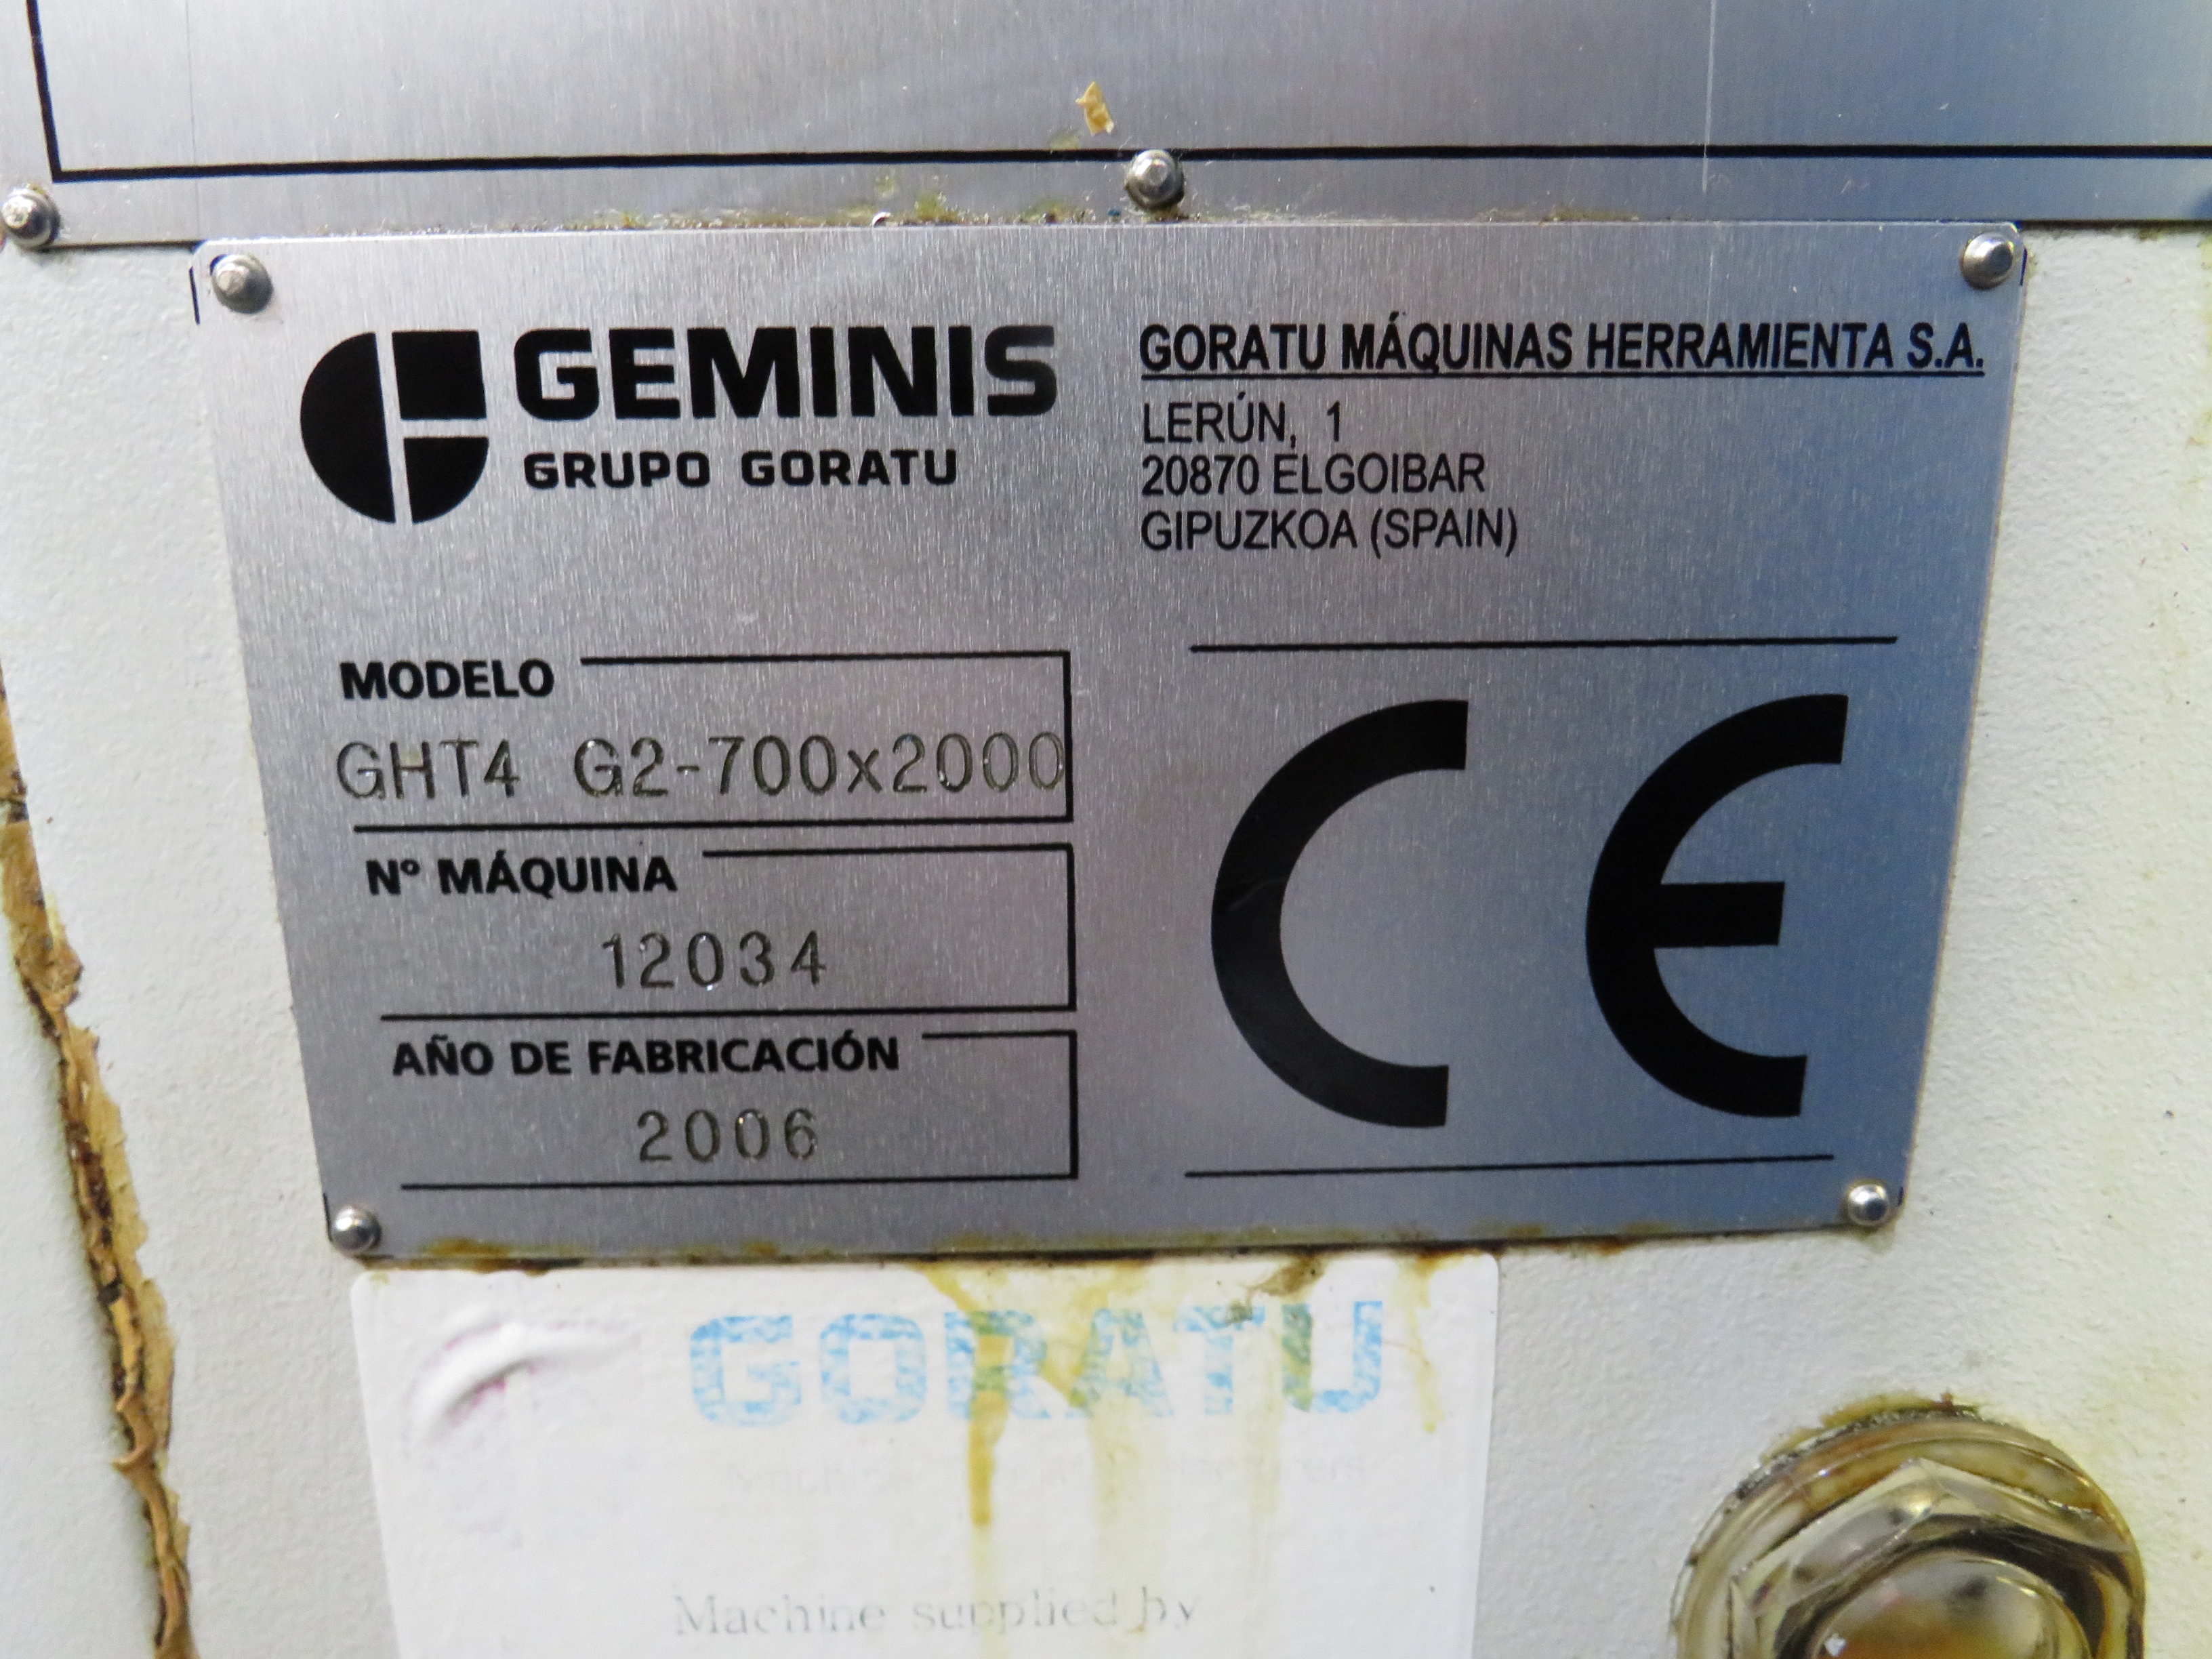 GEMINIS
GRUPO GORATU
GORATU MÁQUINAS HERRAMIENTA S.A.
LERÚN, 1
20870 ELGOIBAR
GIPUZKOA (SPAIN)
MODELO
GHT4 G2-700x2000
Nº MÁQUINA
12034
AÑO DE FABRICACIÓN
2006
CE
GORATU
Machine supplied by